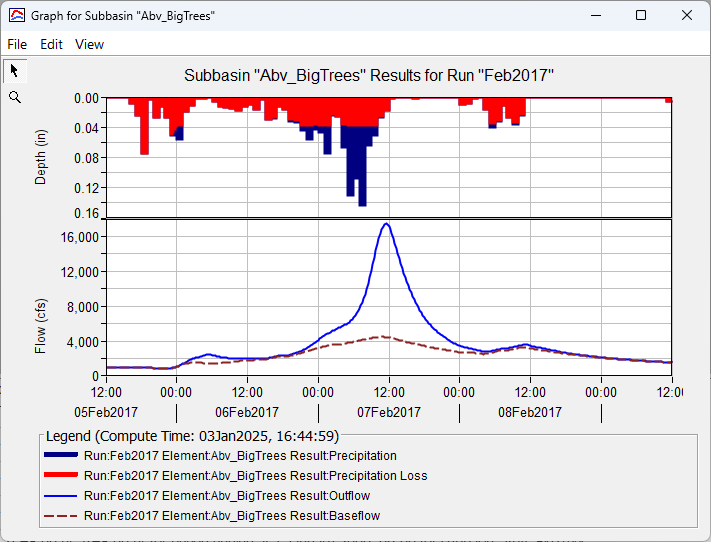 Graph for Subbasin "Abv_BigTrees"
File Edit View
Subbasin "Abv_BigTrees" Results for Run "Feb2017"
Depth (in)
0.00
0.04
0.08
0.12
0.16
Flow (cfs)
16,000
12,000
8,000
4,000
0
12:00 00:00 12:00 00:00 12:00 00:00 12:00 00:00 12:00
05Feb2017 06Feb2017 07Feb2017 08Feb2017
Legend (Compute Time: 03Jan2025, 16:44:59)
Run:Feb2017 Element:Abv_BigTrees Result:Precipitation
Run:Feb2017 Element:Abv_BigTrees Result:Precipitation Loss
Run:Feb2017 Element:Abv_BigTrees Result:Outflow
Run:Feb2017 Element:Abv_BigTrees Result:Baseflow